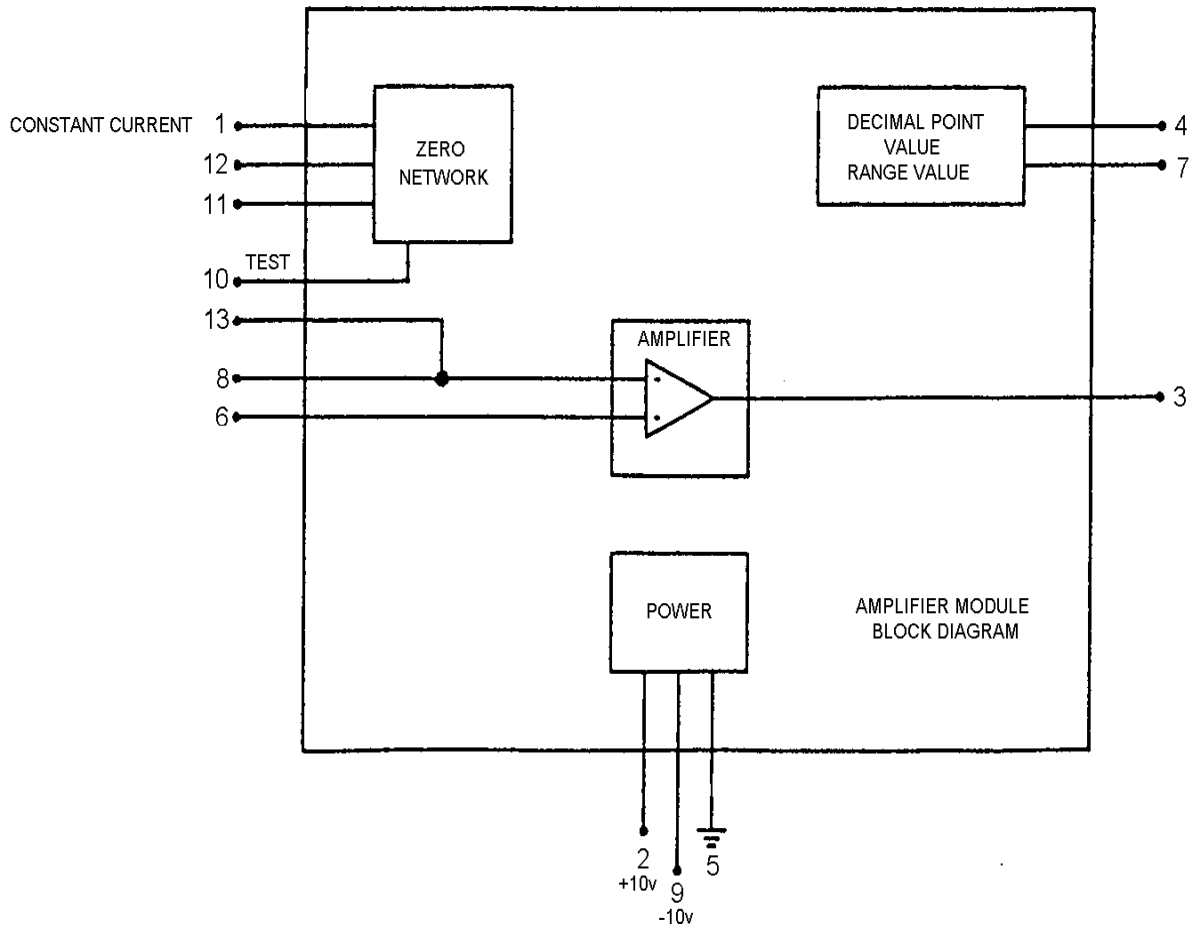 CONSTANT CURRENT 1
12
11
TEST
10
13
8
6
ZERO
NETWORK
DECIMAL POINT
VALUE
RANGE VALUE
4
7
AMPLIFIER
3
POWER
AMPLIFIER MODULE
BLOCK DIAGRAM
2
+10v
9
-10v
5